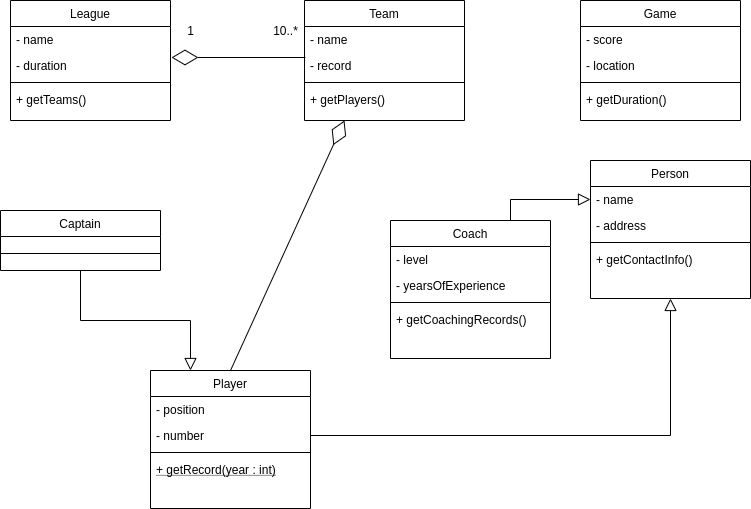 League
- name
- duration
+ getTeams()
1
10..*
Team
- name
- record
+ getPlayers()
Game
- score
- location
+ getDuration()
Person
- name
- address
+ getContactInfo()
Captain
Coach
- level
- yearsOfExperience
+ getCoachingRecords()
Player
- position
- number
+ getRecord(year : int)